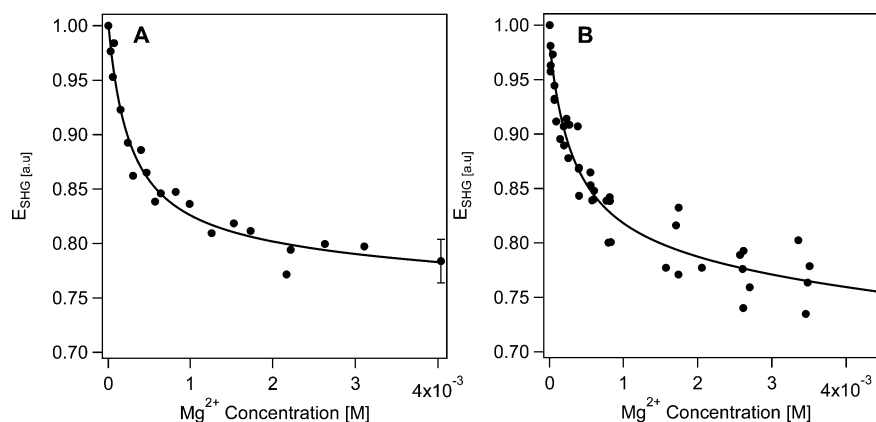 A
1.00
0.95
0.90
0.85
0.80
0.75
0.70
E_SHG [a.u]
0
1
2
3
4x10^-3
Mg^2+ Concentration [M]
B
1.00
0.95
0.90
0.85
0.80
0.75
0.70
E_SHG [a.u]
0
1
2
3
4x10^-3
Mg^2+ Concentration [M]